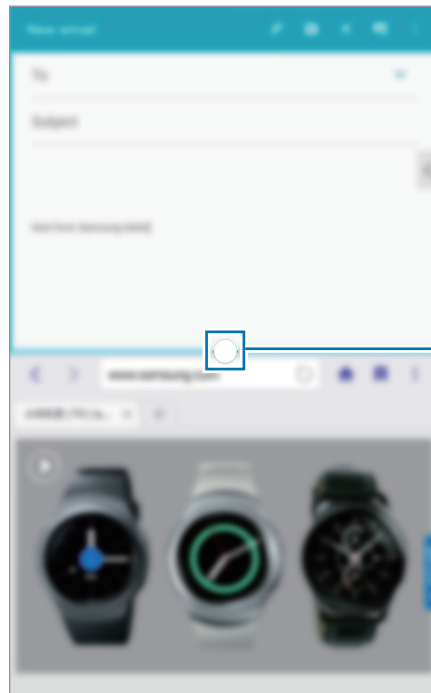 New email
To
Subject
Sent from Samsung tablet
www.samsung.com